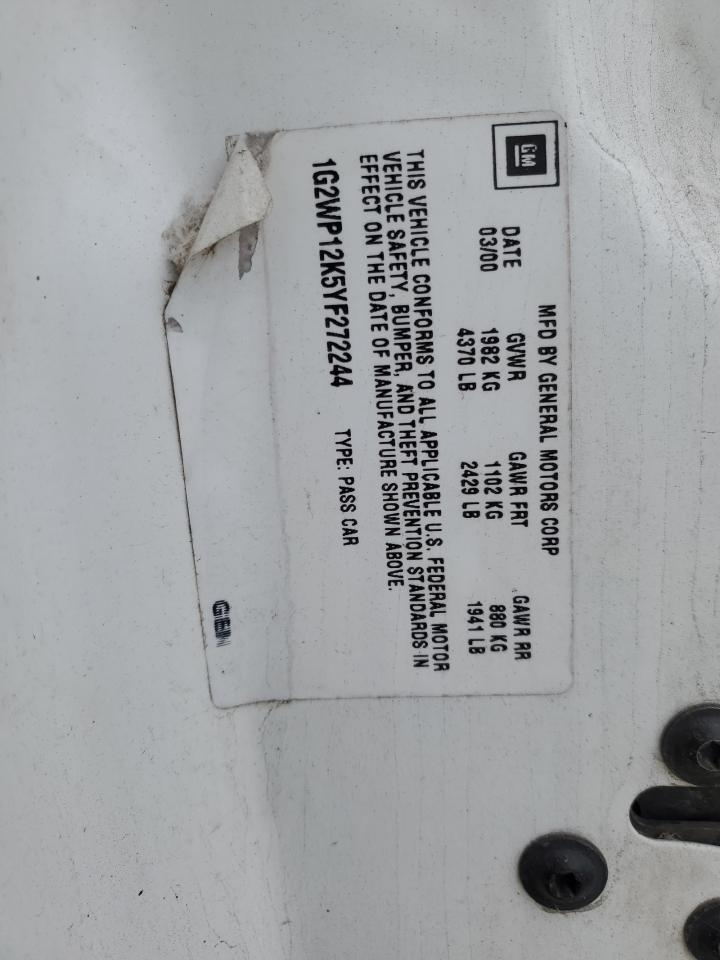 GM
MFD BY GENERAL MOTORS CORP
DATE GVWR GAWR FRT GAWR RR
03/00 1982 KG 1102 KG 880 KG
4370 LB 2429 LB 1941 LB
THIS VEHICLE CONFORMS TO ALL APPLICABLE U.S. FEDERAL MOTOR
VEHICLE SAFETY, BUMPER, AND THEFT PREVENTION STANDARDS IN
EFFECT ON THE DATE OF MANUFACTURE SHOWN ABOVE.
1G2WP12K5YF272244 TYPE: PASS CAR